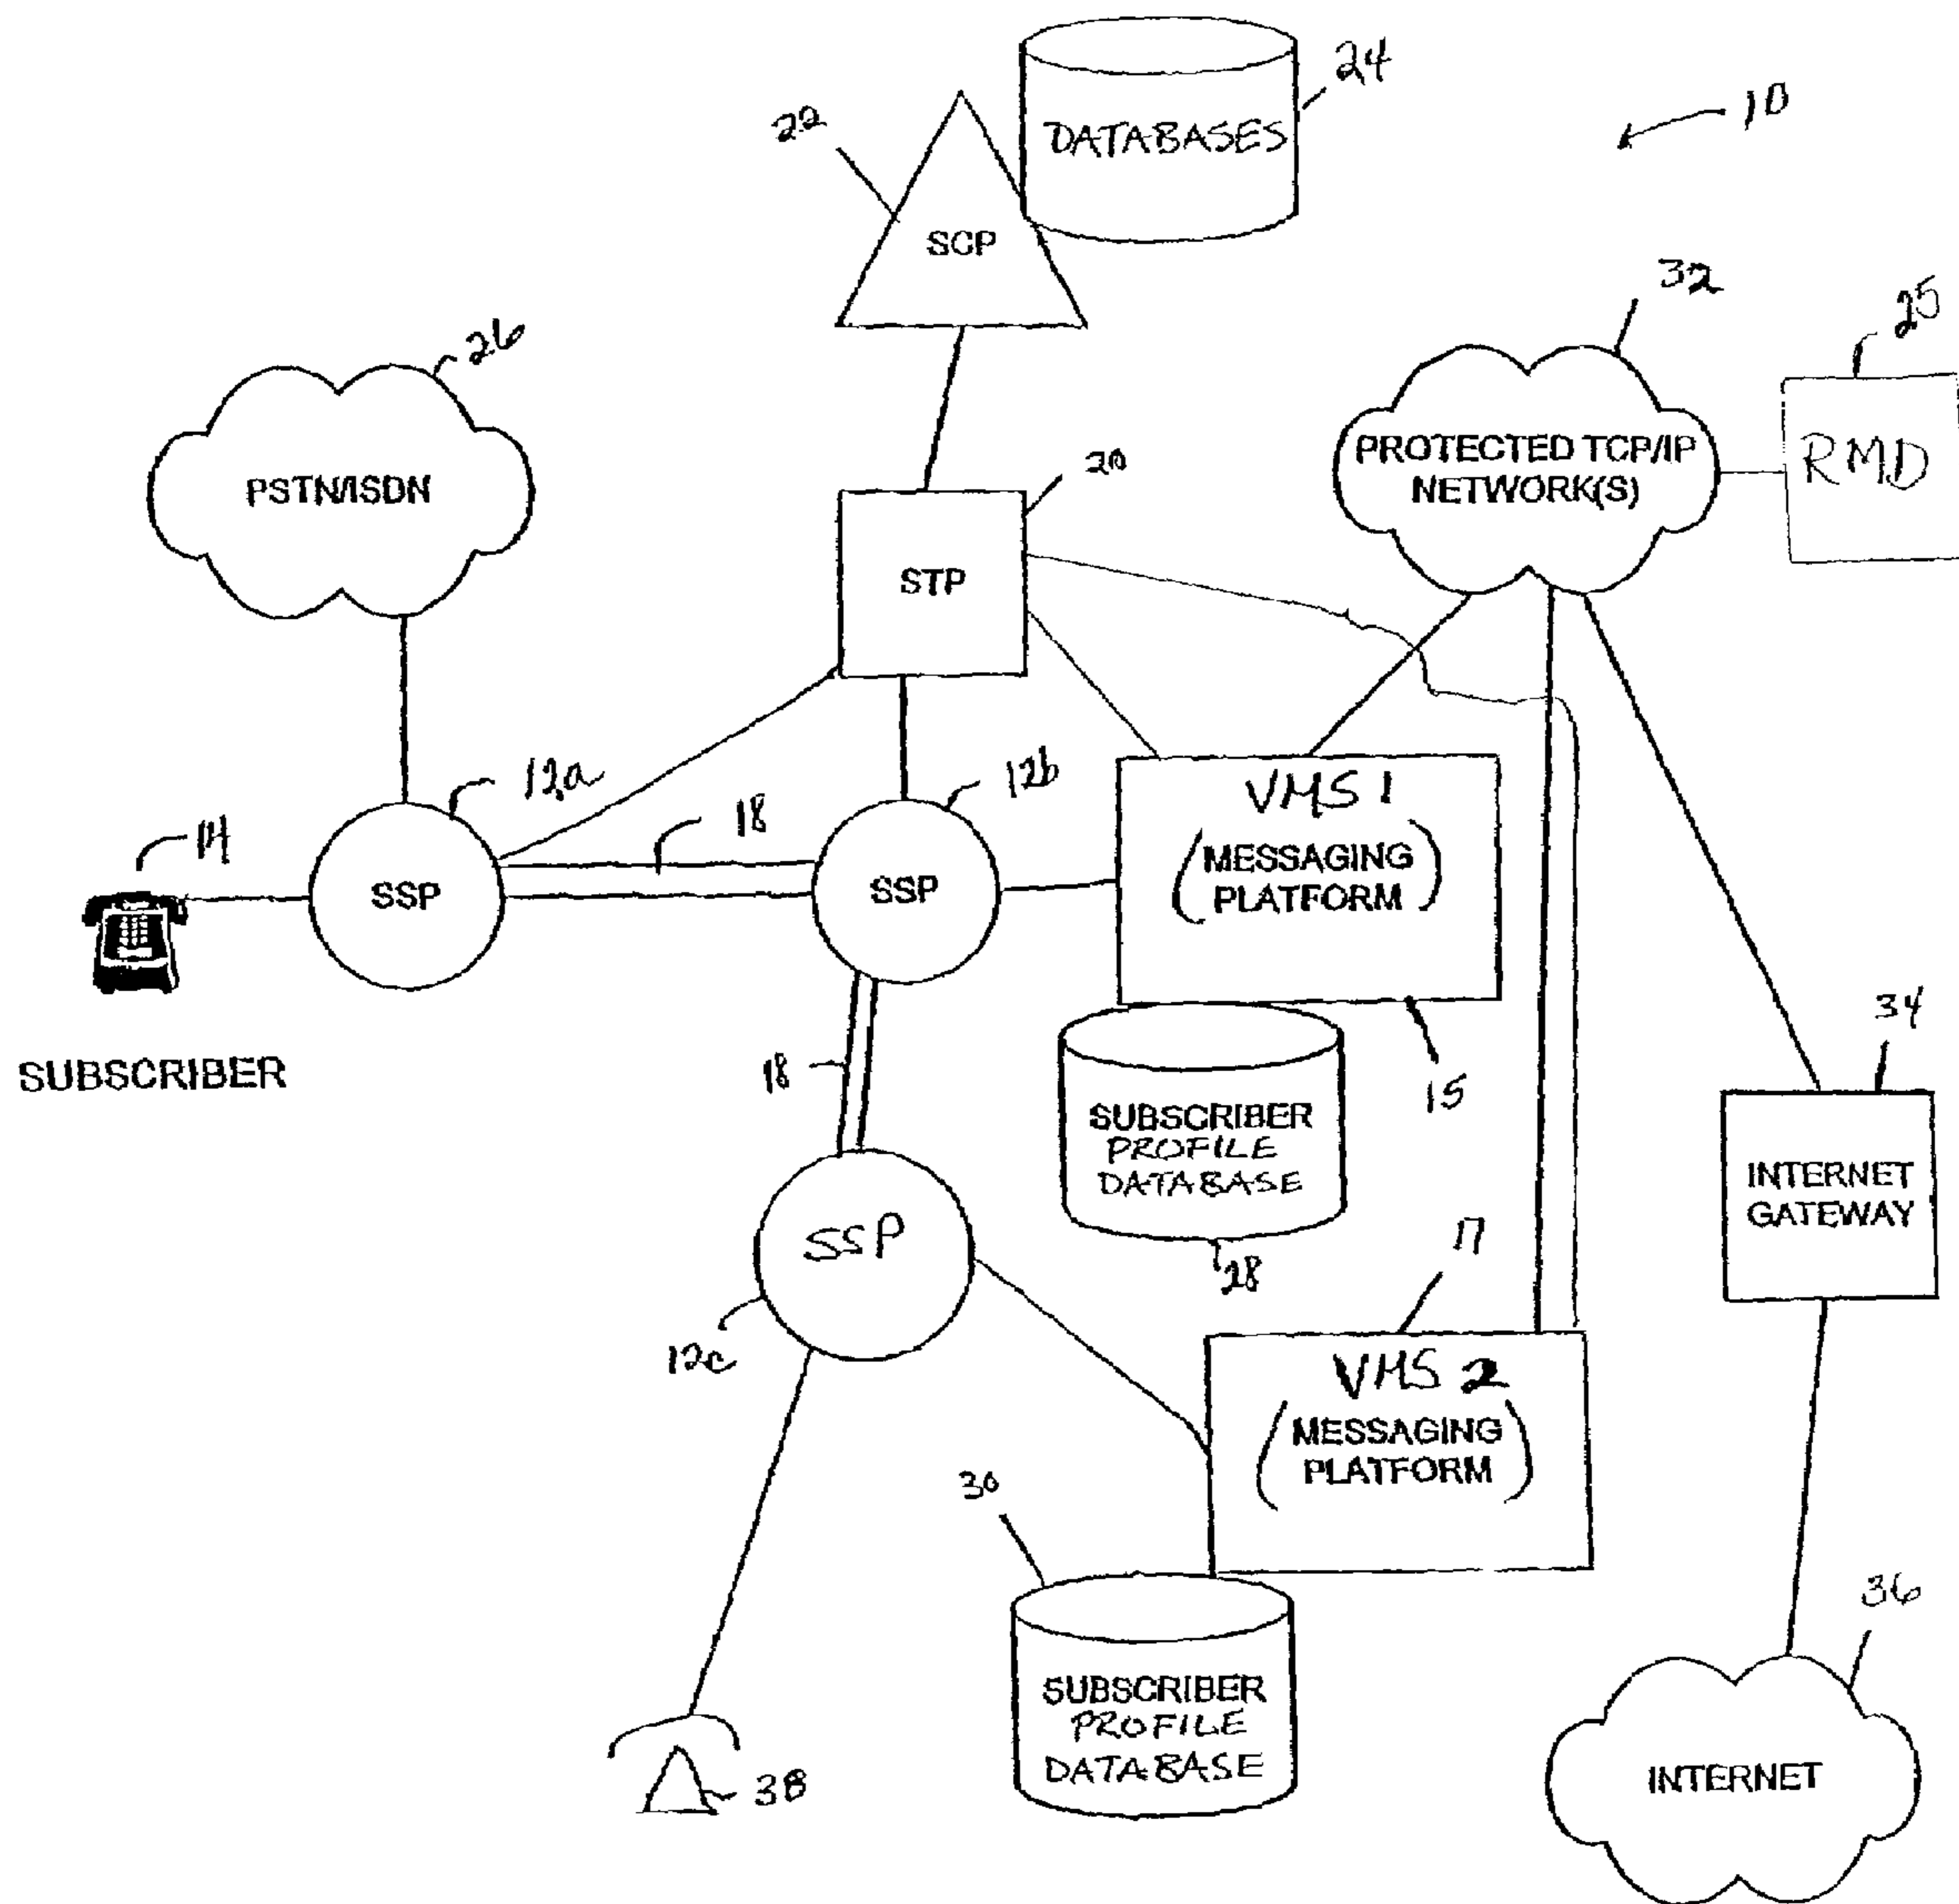 24
DATABASES
10
22
SCP
32
25
26
PROTECTED TCP/IP
NETWORK(S)
RMD
PSTN/ISDN
20
STP
12a
12b
18
VMS 1
(MESSAGING
PLATFORM)
14
SSP
SSP
SUBSCRIBER
18
15
34
SUBSCRIBER
PROFILE
DATABASE
INTERNET
GATEWAY
28
17
SSP
12c
VMS 2
(MESSAGING
PLATFORM)
30
36
SUBSCRIBER
PROFILE
DATABASE
INTERNET
38